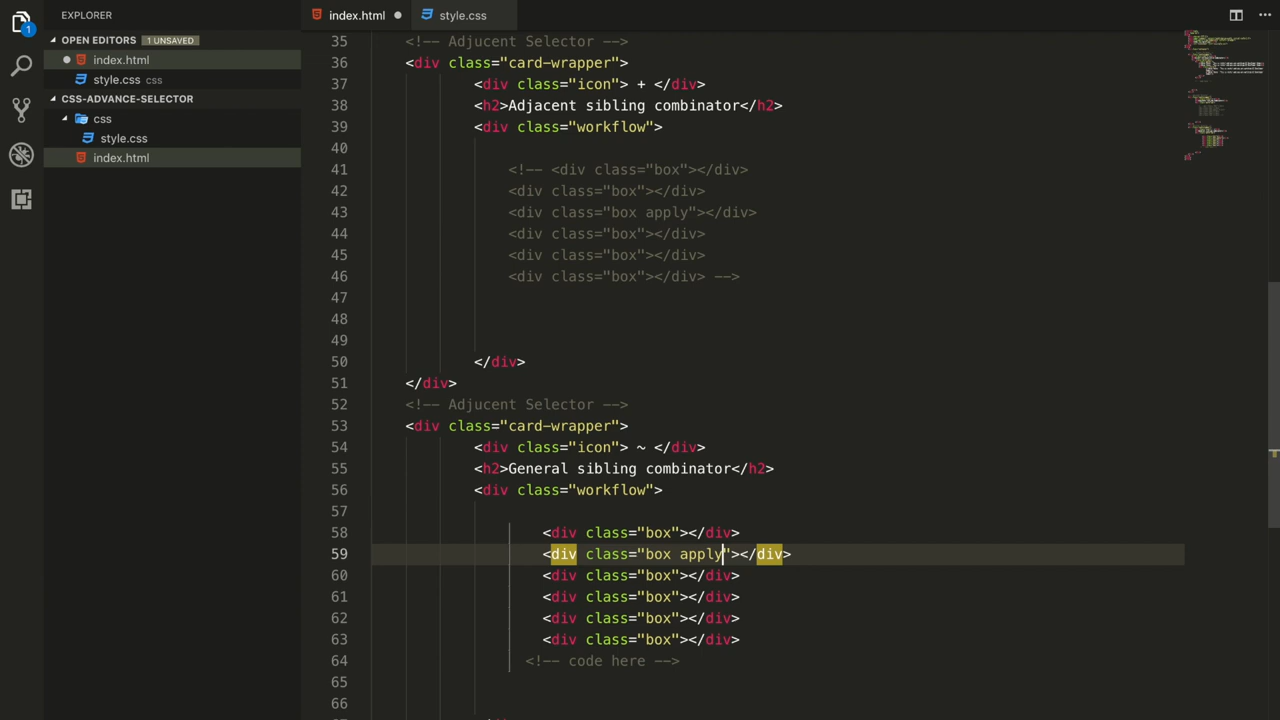 EXPLORER
index.html
style.css
1
OPEN EDITORS 1 UNSAVED
index.html
style.css css
CSS-ADVANCE-SELECTOR
css
style.css
index.html
35 <!-- Adjucent Selector -->
36 <div class="card-wrapper">
37 <div class="icon"> + </div>
38 <h2>Adjacent sibling combinator</h2>
39 <div class="workflow">
40
41 <!-- <div class="box"></div>
42 <div class="box"></div>
43 <div class="box apply"></div>
44 <div class="box"></div>
45 <div class="box"></div>
46 <div class="box"></div> -->
47
48
49
50 </div>
51 </div>
52 <!-- Adjucent Selector -->
53 <div class="card-wrapper">
54 <div class="icon"> ~ </div>
55 <h2>General sibling combinator</h2>
56 <div class="workflow">
57
58 <div class="box"></div>
59 <div class="box apply"></div>
60 <div class="box"></div>
61 <div class="box"></div>
62 <div class="box"></div>
63 <div class="box"></div>
64 <!-- code here -->
65
66